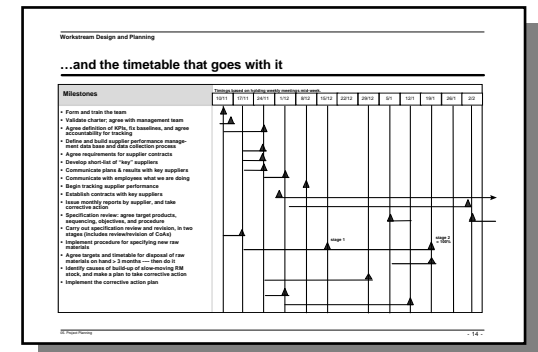 Workstream Design and Planning
…and the timetable that goes with it
Milestones
Timings based on holding weekly meetings mid-week.
10/11 17/11 24/11 1/12 8/12 15/12 22/12 29/12 5/1 12/1 19/1 26/1 2/2
• Form and train the team
• Validate charter; agree with management team
• Agree definition of KPIs, fix baselines, and agree
accountability for tracking
• Define and build supplier performance manage-
ment data base and data collection process
• Agree requirements for supplier contracts
• Develop short-list of "key" suppliers
• Communicate plans & results with key suppliers
• Communicate with employees what we are doing
• Begin tracking supplier performance
• Establish contracts with key suppliers
• Issue monthly reports by supplier, and take
corrective action
• Specification review: agree target products,
sequencing, objectives, and procedure
• Carry out specification review and revision, in two
stages (includes review/revision of CoAs)
• Implement procedure for specifying new raw
materials
• Agree targets and timetable for disposal of raw
materials on hand > 3 months –– then do it
• Identify causes of build-up of slow-moving RM
stock, and make a plan to take corrective action
• Implement the corrective action plan
stage 1
stage 2
= 100%
05. Project Planning
- 14 -